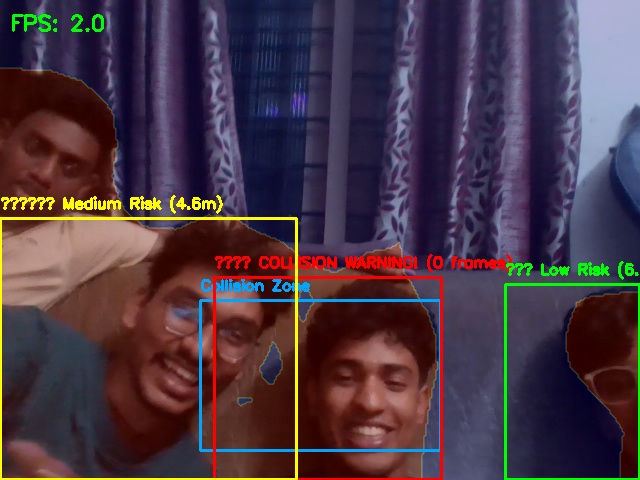 FPS: 2.0
?????? Medium Risk (4.6m)
???? COLLISION WARNING! (0 frames)
??? Low Risk (6.
Collision Zone